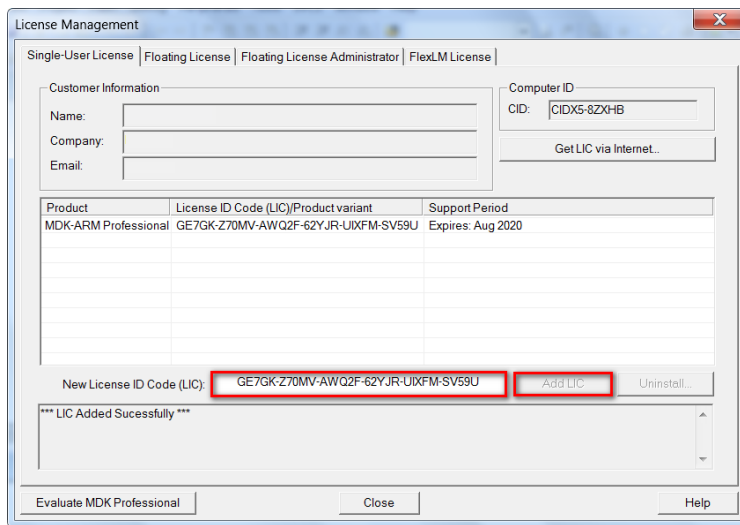 License Management
Single-User License Floating License Floating License Administrator FlexLM License
Customer Information
Name:
Company:
Email:
Computer ID
CID: CIDX5-8ZXHB
Get LIC via Internet...
Product License ID Code (LIC)/Product variant Support Period
MDK-ARM Professional GE7GK-Z70MV-AWQ2F-62YJR-UIXFM-SV59U Expires: Aug 2020
New License ID Code (LIC): GE7GK-Z70MV-AWQ2F-62YJR-UIXFM-SV59U Add LIC Uninstall...
*** LIC Added Sucessfully ***
Evaluate MDK Professional Close Help